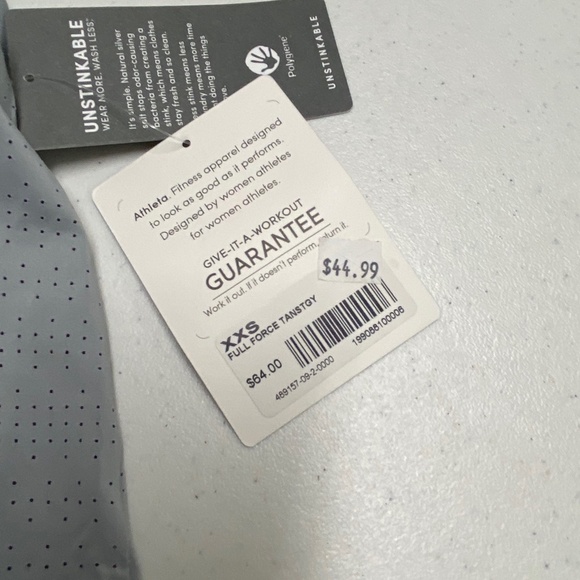 UNSTINKABLE
WEAR MORE. WASH LESS.
It's simple. Natural silver
salt stops odor-causing
bacteria from creating a
stink, which means clothes
stay fresh and so clean.
less stink means less
means more time
doing the things
Polygiene
UNSTINKABLE
Athleta. Fitness apparel designed
to look as good as it performs.
Designed by women athletes
for women athletes.
GIVE-IT-A-WORKOUT
GUARANTEE
Work it out. If it doesn't perform, return it.
$44.99
XXS
FULL FORCE TANSTGY
$64.00
199086100006
489157-09-2-0000